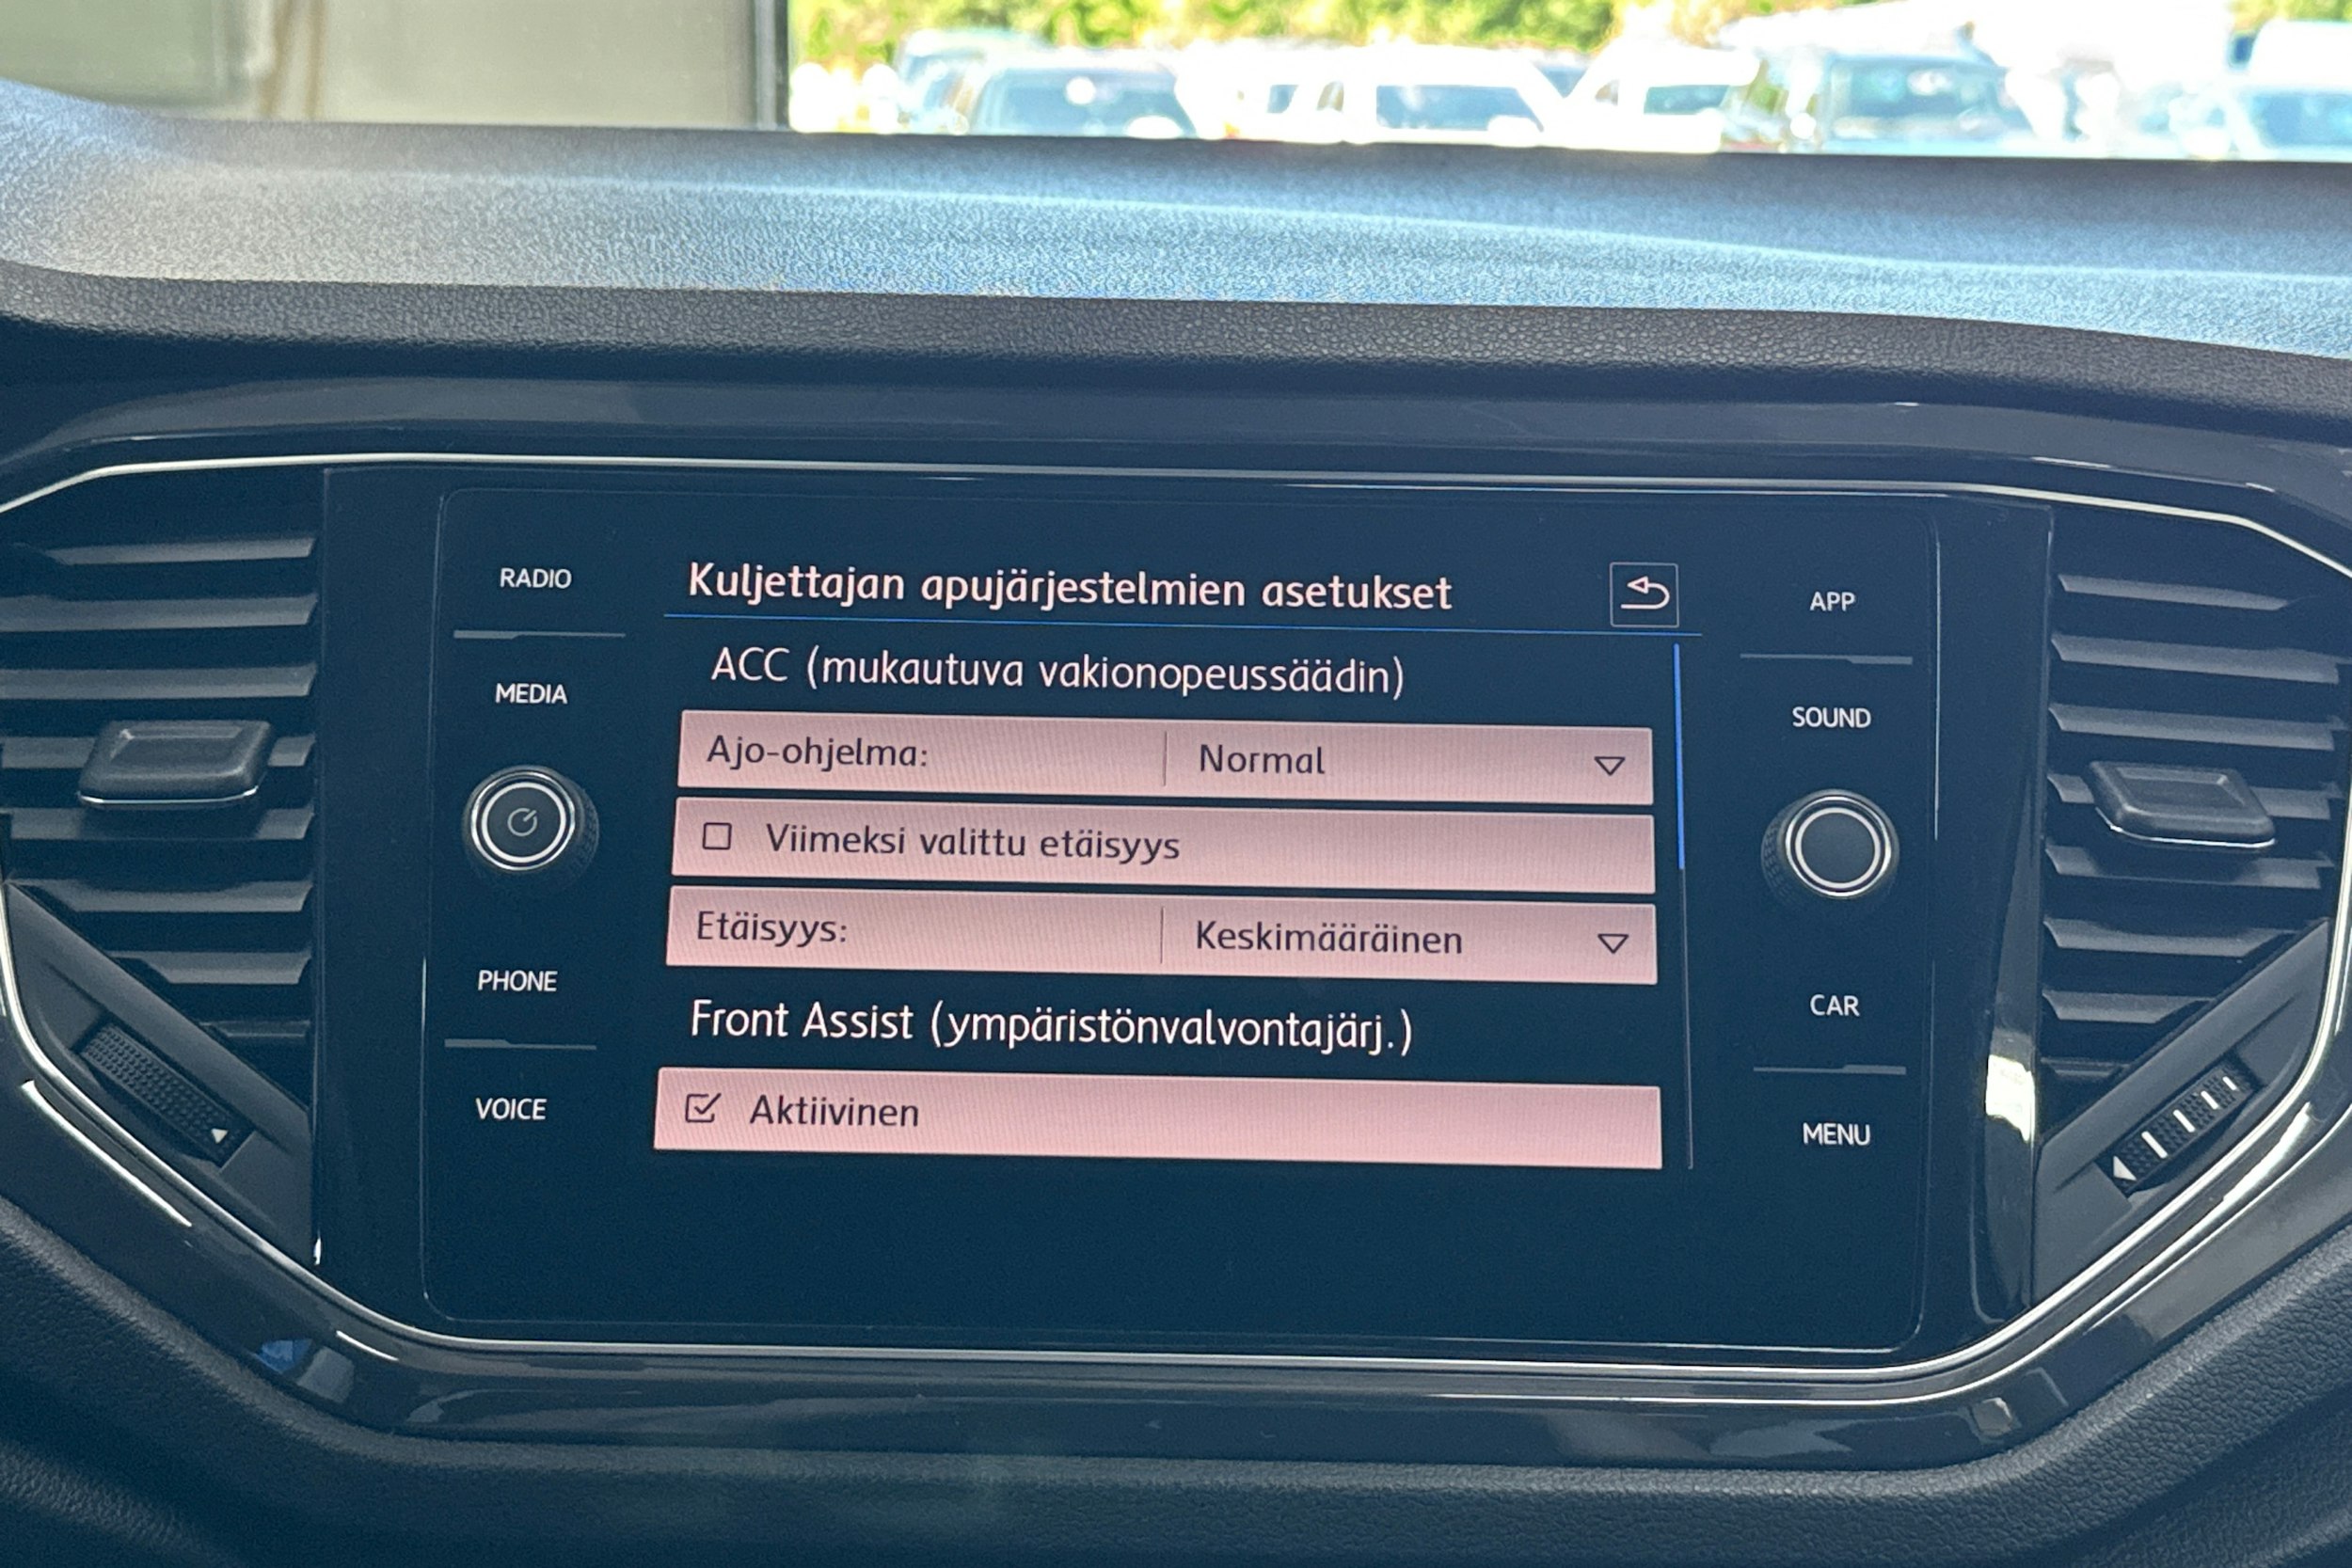 RADIO
MEDIA
PHONE
VOICE
Kuljettajan apujärjestelmien asetukset
ACC (mukautuva vakionopeussäädin)
Ajo-ohjelma: Normal
Viimeksi valittu etäisyys
Etäisyys: Keskimääräinen
Front Assist (ympäristönvalvontajärj.)
Aktiivinen
APP
SOUND
CAR
MENU